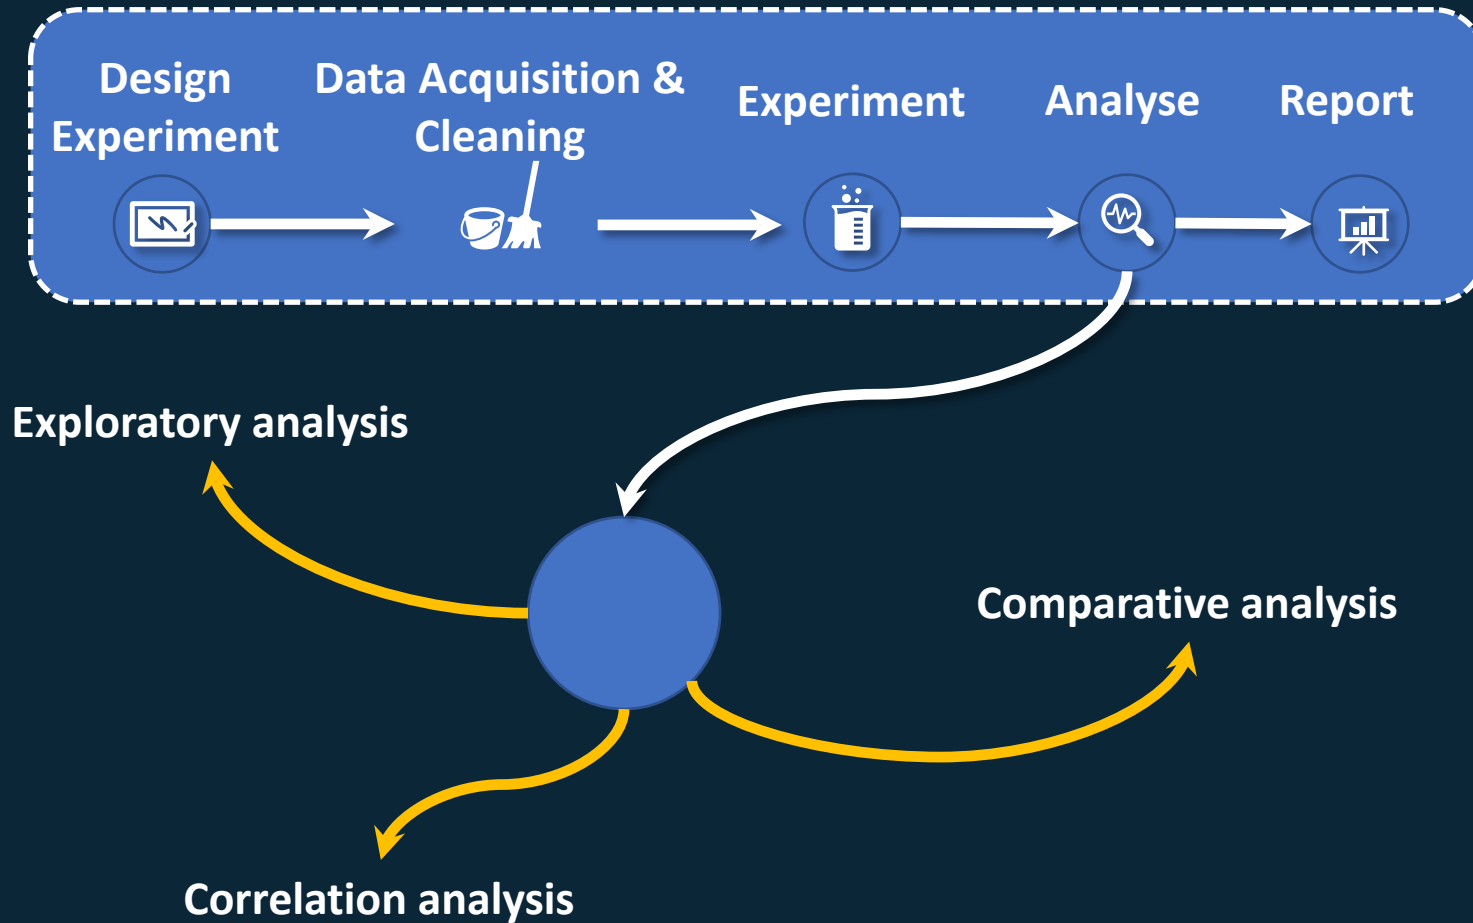 Design
Experiment
Data Acquisition &
Cleaning
Experiment
Analyse
Report
Exploratory analysis
Comparative analysis
Correlation analysis